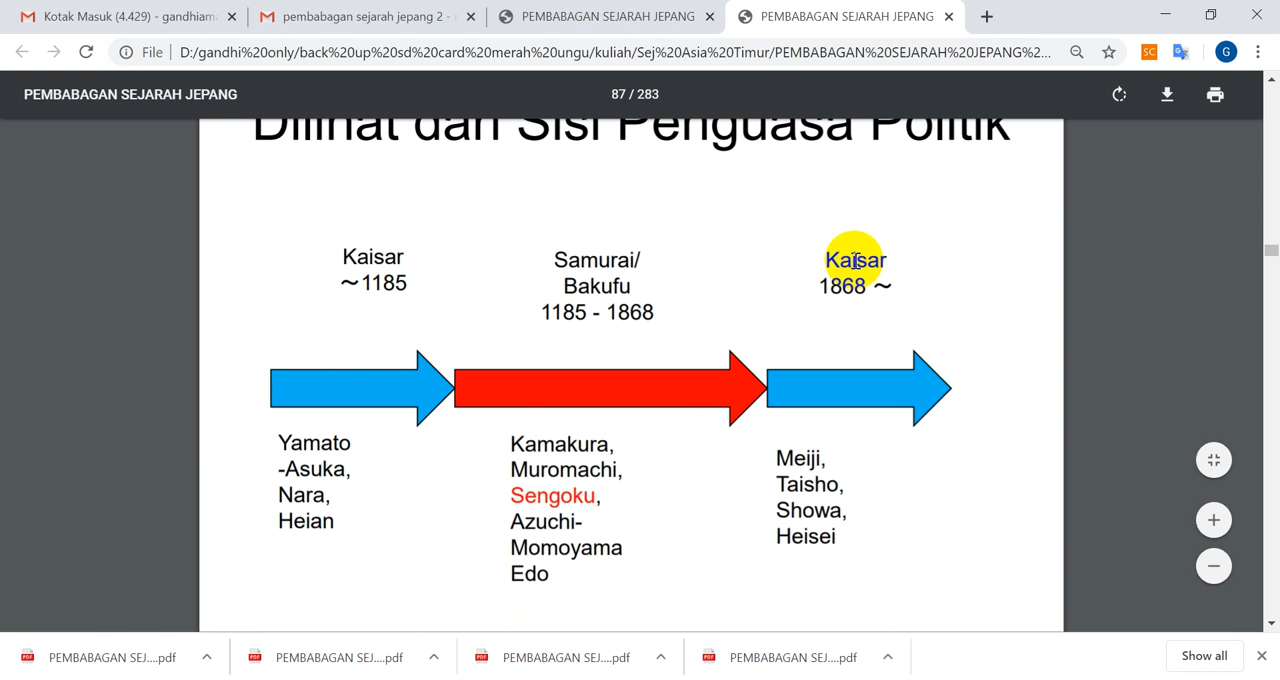 Kotak Masuk (4.429) - gandhiam
pembabagan sejarah jepang 2 -
PEMBABAGAN SEJARAH JEPANG
PEMBABAGAN SEJARAH JEPANG
File
D:/gandhi%20only/back%20up%20sd%20card%20merah%20ungu/kuliah/Sej%20Asia%20Timur/PEMBABAGAN%20SEJARAH%20JEPANG%2...
SC
G
PEMBABAGAN SEJARAH JEPANG
87 / 283
Dilihat dari Sisi Penguasa Politik
Kaisar
～1185
Samurai/
Bakufu
1185 - 1868
Kaisar
1868 ～
Yamato
-Asuka,
Nara,
Heian
Kamakura,
Muromachi,
Sengoku,
Azuchi-
Momoyama
Edo
Meiji,
Taisho,
Showa,
Heisei
PEMBABAGAN SEJ....pdf
PEMBABAGAN SEJ....pdf
PEMBABAGAN SEJ....pdf
PEMBABAGAN SEJ....pdf
Show all